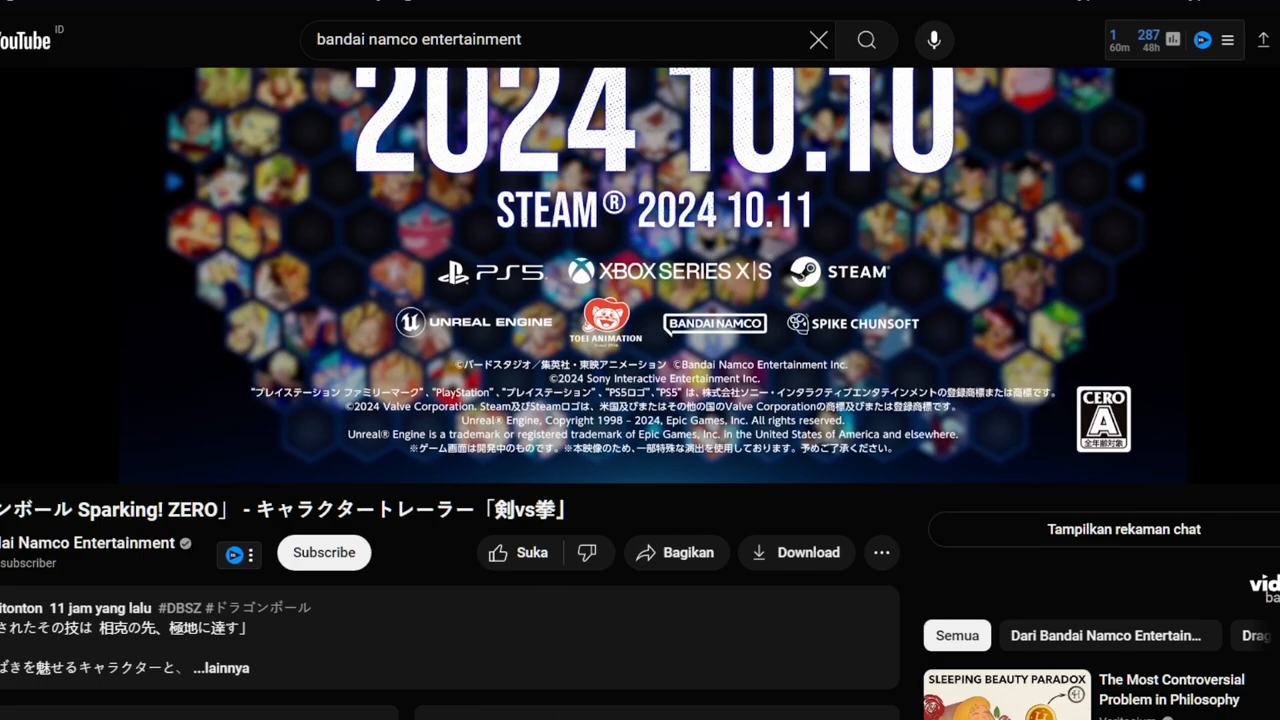 ouTube ID
bandai namco entertainment
1 60m 287 48h
2024 10.10
STEAM® 2024 10.11
PS5 XBOX SERIES X|S STEAM
UNREAL ENGINE TOEI ANIMATION BANDAI NAMCO SPIKE CHUNSOFT
©バードスタジオ／集英社・東映アニメーション ©Bandai Namco Entertainment Inc.
©2024 Sony Interactive Entertainment Inc.
"プレイステーション ファミリーマーク"、"PlayStation"、"プレイステーション"、"PS5ロゴ"、"PS5" は、株式会社ソニー・インタラクティブエンタテインメントの登録商標または商標です。
©2024 Valve Corporation. Steam及びSteamロゴは、米国及びまたはその他の国のValve Corporationの商標及びまたは登録商標です。
Unreal® Engine, Copyright 1998 – 2024, Epic Games, Inc. All rights reserved.
Unreal® Engine is a trademark or registered trademark of Epic Games, Inc. in the United States of America and elsewhere.
※ゲーム画面は開発中のものです。※本映像のため、一部特殊な演出を使用しております。予めご了承ください。
CERO
A
全年齢対象
ンボール Sparking! ZERO」 - キャラクタートレーラー「剣vs拳」
dai Namco Entertainment
subscriber
Subscribe
Suka
Bagikan
Download
Tampilkan rekaman chat
itonton 11 jam yang lalu #DBSZ #ドラゴンボール
されたその技は 相克の先、極地に達す」
ばきを魅せるキャラクターと、 ...lainnya
vid
ba
Semua
Dari Bandai Namco Entertain...
Drag
SLEEPING BEAUTY PARADOX
The Most Controversial
Problem in Philosophy